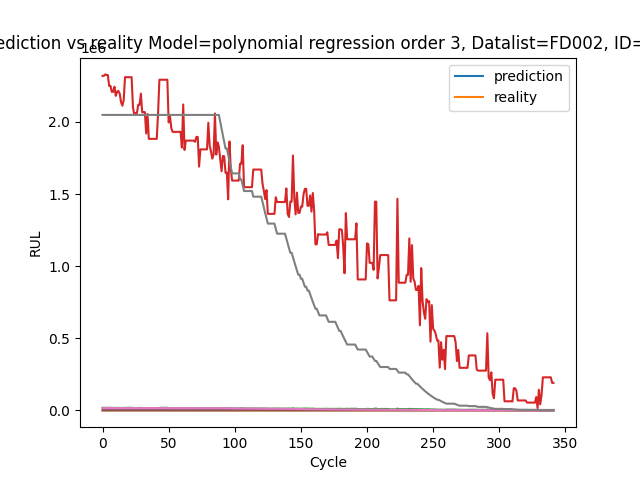 ediction vs reality Model=polynomial regression order 3, Datalist=FD002, ID=
1e6
prediction
reality
2.0
1.5
1.0
0.5
0.0
RUL
0 50 100 150 200 250 300 350
Cycle